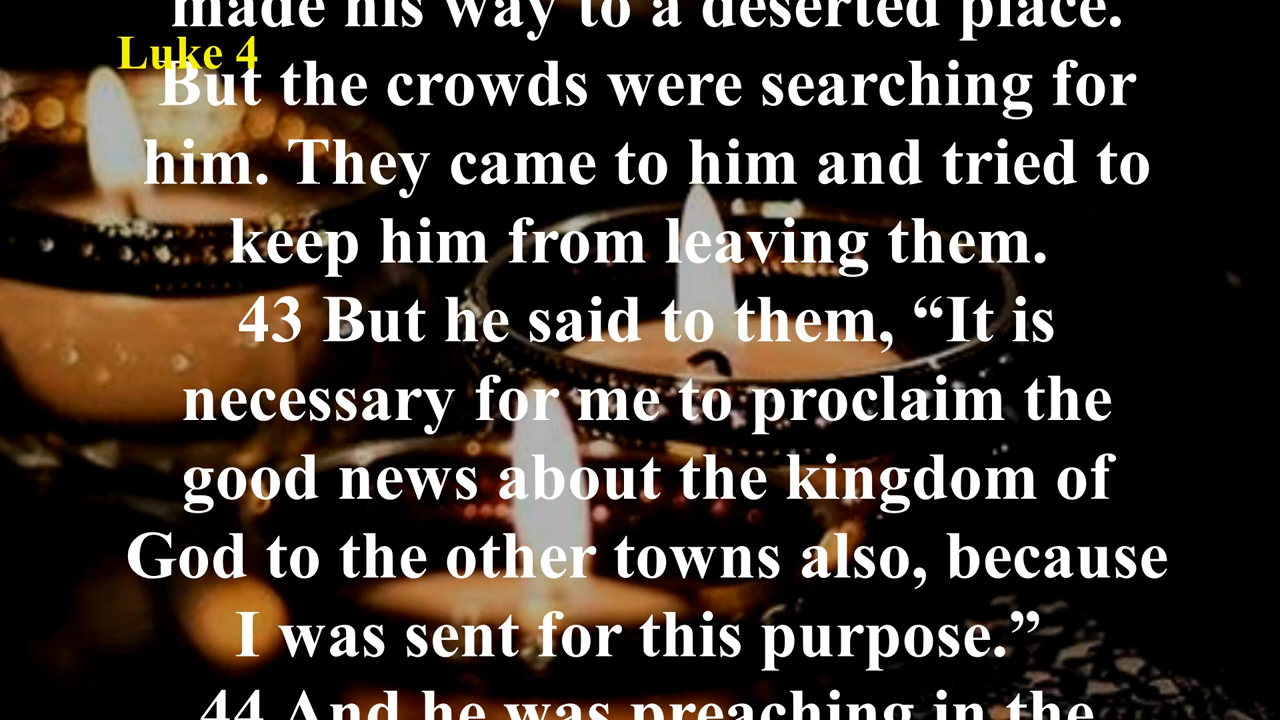 made his way to a deserted place.
Luke 4
But the crowds were searching for
him. They came to him and tried to
keep him from leaving them.
43 But he said to them, “It is
necessary for me to proclaim the
good news about the kingdom of
God to the other towns also, because
I was sent for this purpose.”
44 And he was preaching in the